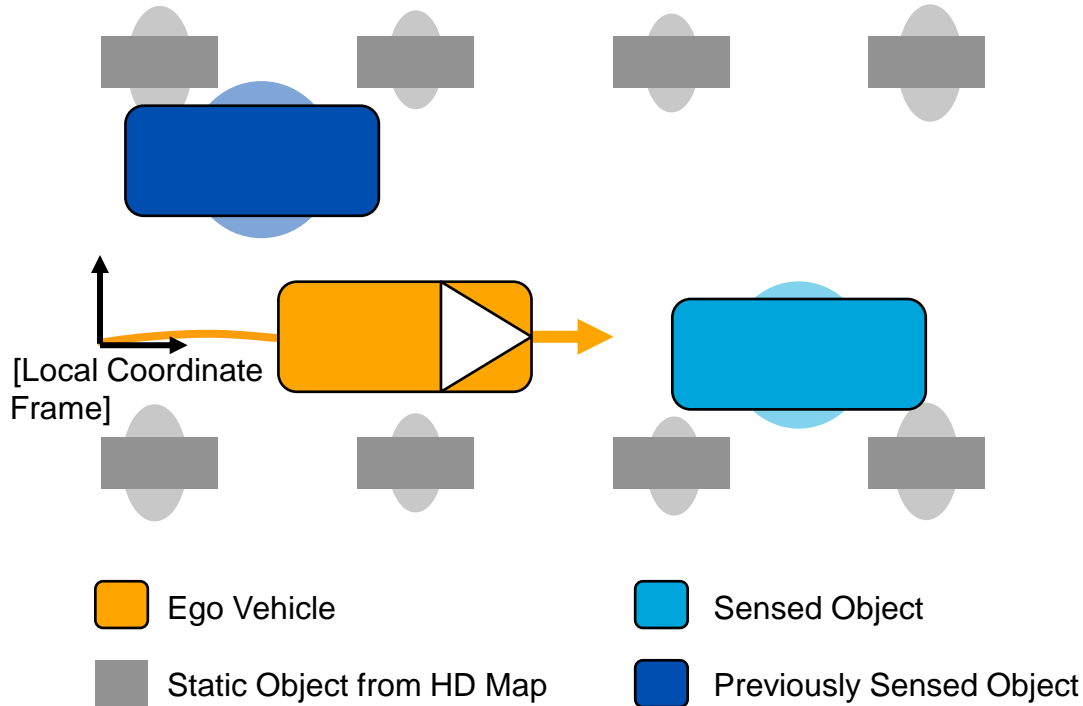 [Local Coordinate
Frame]
Ego Vehicle
Sensed Object
Static Object from HD Map
Previously Sensed Object